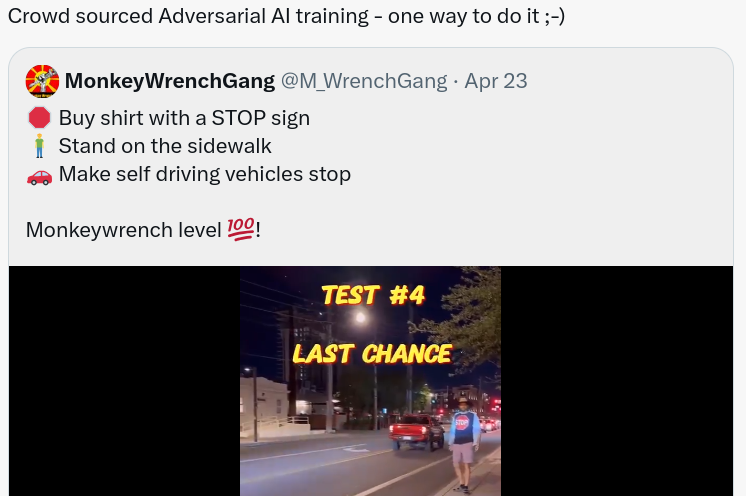 Crowd sourced Adversarial AI training - one way to do it ;-)
MonkeyWrenchGang @M_WrenchGang · Apr 23
🛑 Buy shirt with a STOP sign
🧍‍♂️ Stand on the sidewalk
🚗 Make self driving vehicles stop
Monkeywrench level 💯!
TEST #4
LAST CHANCE
STOP